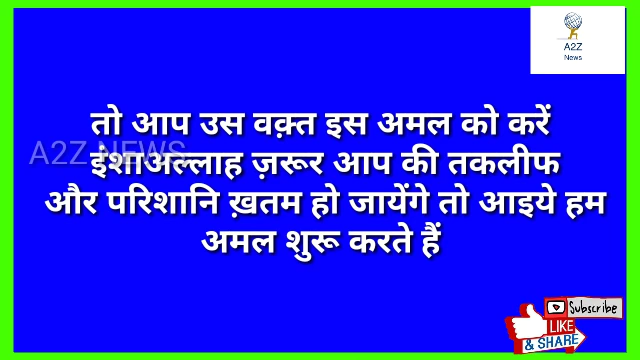 A2Z
News
तो आप उस वक़्त इस अमल को करें
A2Z NEWS
इंशाअल्लाह ज़रूर आप की तकलीफ
और परिशानि ख़तम हो जायेंगे तो आइये हम
अमल शुरू करते हैं
Subscribe
LIKE
& SHARE